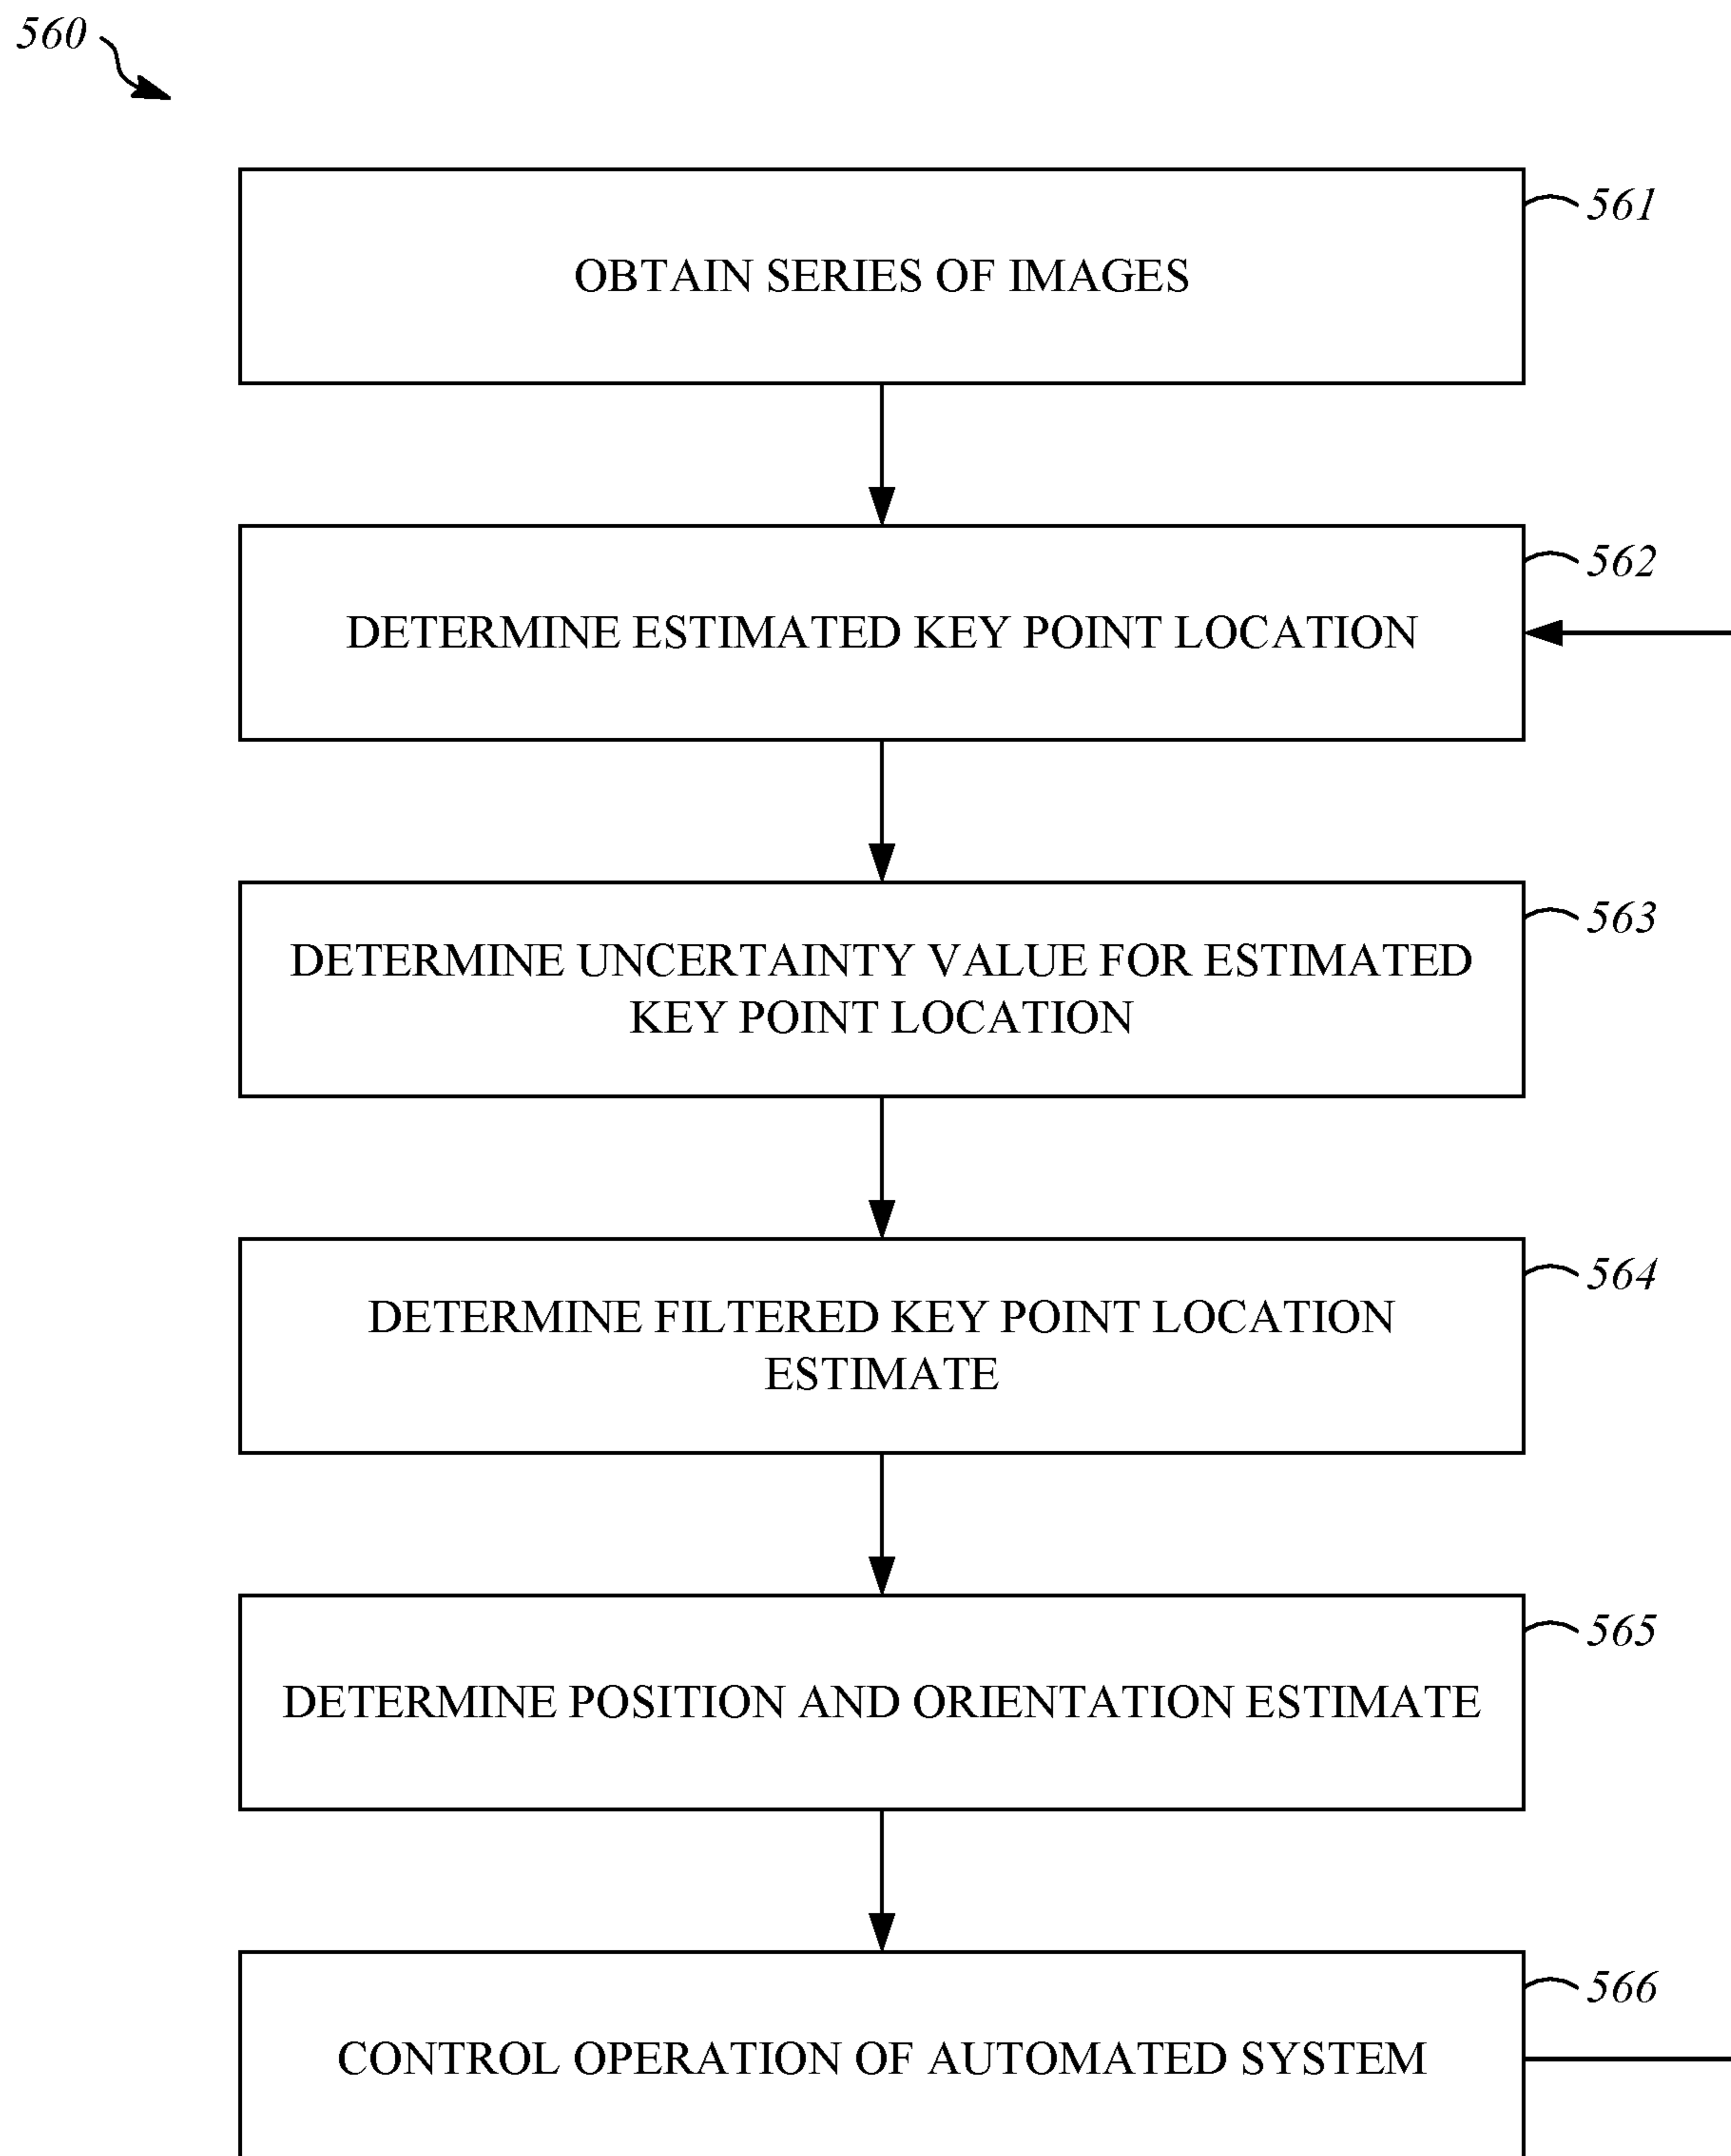 560
561
OBTAIN SERIES OF IMAGES
562
DETERMINE ESTIMATED KEY POINT LOCATION
563
DETERMINE UNCERTAINTY VALUE FOR ESTIMATED
KEY POINT LOCATION
564
DETERMINE FILTERED KEY POINT LOCATION
ESTIMATE
565
DETERMINE POSITION AND ORIENTATION ESTIMATE
566
CONTROL OPERATION OF AUTOMATED SYSTEM